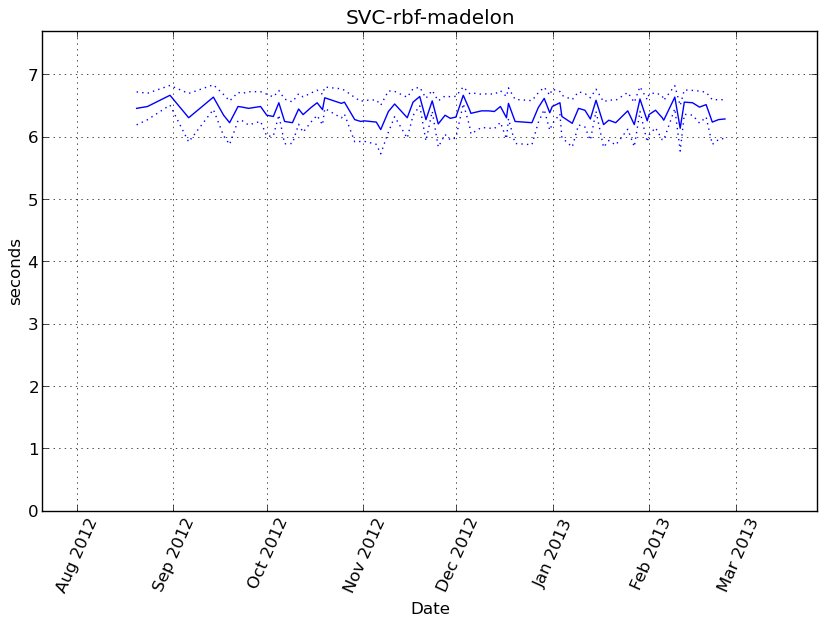 SVC-rbf-madelon
7
6
5
4
3
2
1
0
seconds
Aug 2012
Sep 2012
Oct 2012
Nov 2012
Dec 2012
Jan 2013
Feb 2013
Mar 2013
Date